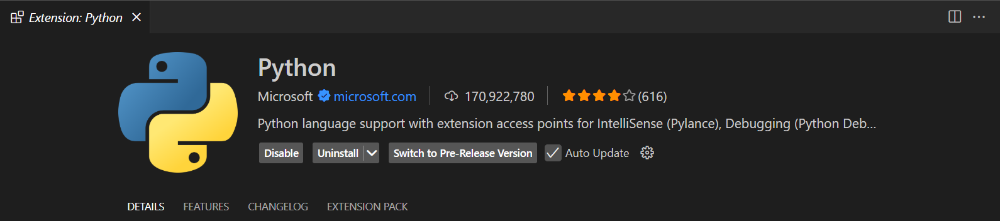 Extension: Python
Python
Microsoft microsoft.com 170,922,780 (616)
Python language support with extension access points for IntelliSense (Pylance), Debugging (Python Deb...
Disable Uninstall Switch to Pre-Release Version Auto Update
DETAILS FEATURES CHANGELOG EXTENSION PACK